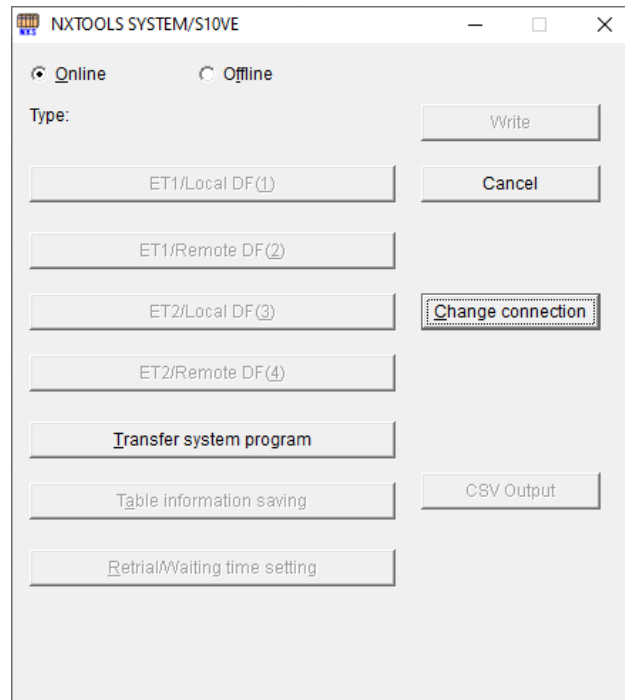 NXS
NXTOOLS SYSTEM/S10VE
Online
Offline
Type:
Write
ET1/Local DF(1)
Cancel
ET1/Remote DF(2)
ET2/Local DF(3)
Change connection
ET2/Remote DF(4)
Transfer system program
Table information saving
CSV Output
Retrial/Waiting time setting